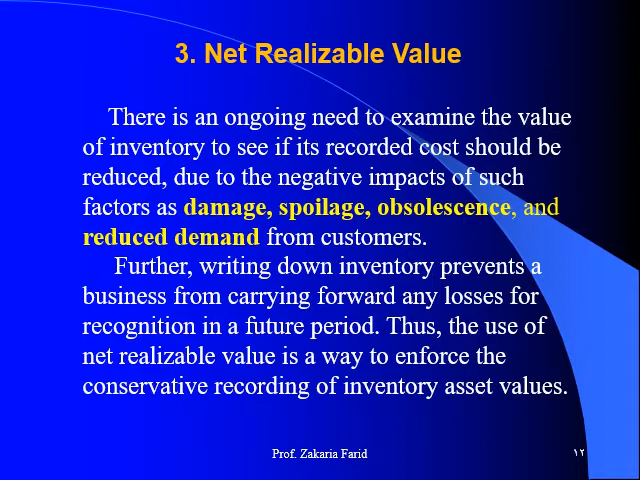 3. Net Realizable Value
There is an ongoing need to examine the value
of inventory to see if its recorded cost should be
reduced, due to the negative impacts of such
factors as damage, spoilage, obsolescence, and
reduced demand from customers.
Further, writing down inventory prevents a
business from carrying forward any losses for
recognition in a future period. Thus, the use of
net realizable value is a way to enforce the
conservative recording of inventory asset values.
Prof. Zakaria Farid
١٢